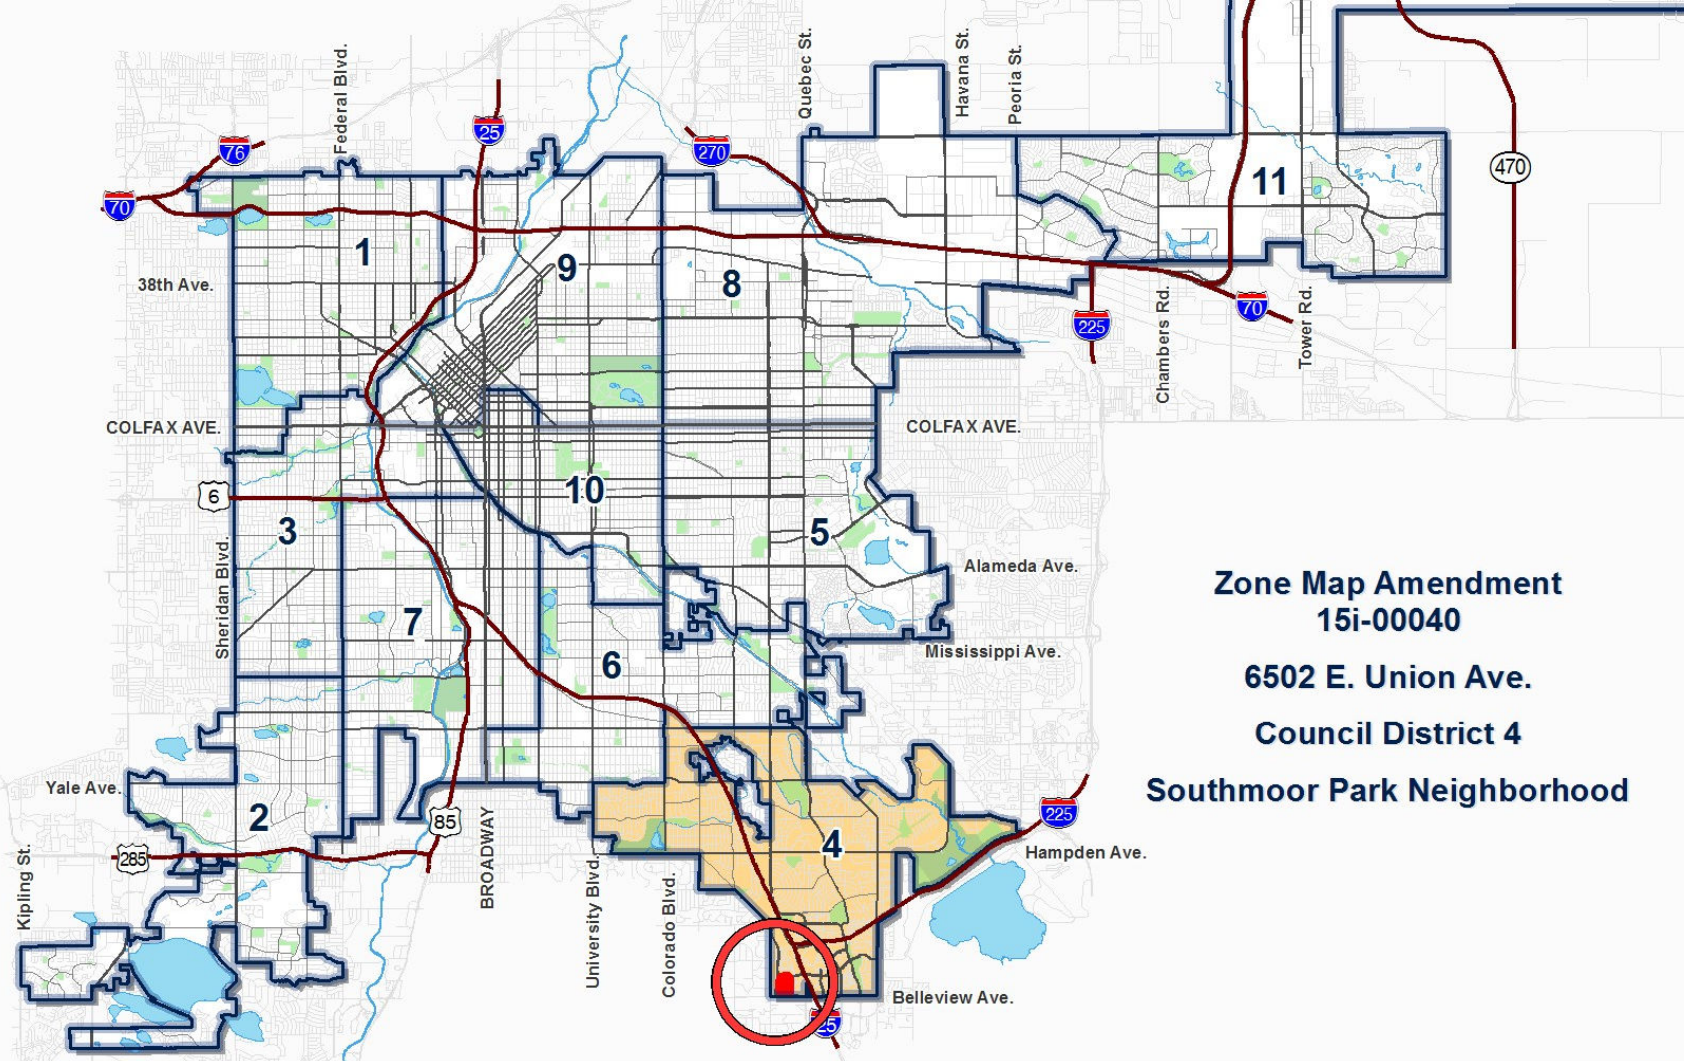 Federal Blvd.
Quebec St.
Havana St.
Peoria St.
25
76
270
470
70
11
1
9
8
38th Ave.
225
Chambers Rd.
70
Tower Rd.
COLFAX AVE.
COLFAX AVE.
6
10
3
5
Sheridan Blvd.
Alameda Ave.
7
6
Mississippi Ave.
Zone Map Amendment
15i-00040
6502 E. Union Ave.
Council District 4
Southmoor Park Neighborhood
Yale Ave.
2
85
BROADWAY
4
225
285
Hampden Ave.
Kipling St.
University Blvd.
Colorado Blvd.
Belleview Ave.
25